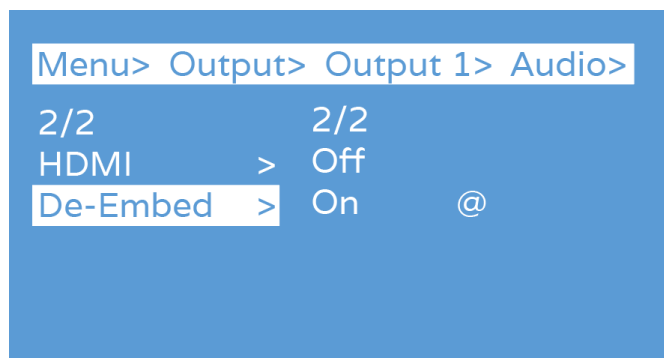 Menu> Output> Output 1> Audio>
2/2 2/2
HDMI > Off
De-Embed > On @